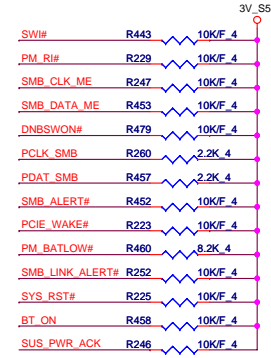 3V_S5
SWI# R443 10K/F_4
PM_RI# R229 10K/F_4
SMB_CLK_ME R247 10K/F_4
SMB_DATA_ME R453 10K/F_4
DNBSWON# R479 10K/F_4
PCLK_SMB R260 2.2K_4
PDAT_SMB R457 2.2K_4
SMB_ALERT# R452 10K/F_4
PCIE_WAKE# R223 10K/F_4
PM_BATLOW# R460 8.2K_4
SMB_LINK_ALERT# R252 10K/F_4
SYS_RST# R225 10K/F_4
BT_ON R458 10K/F_4
SUS_PWR_ACK R246 10K/F_4